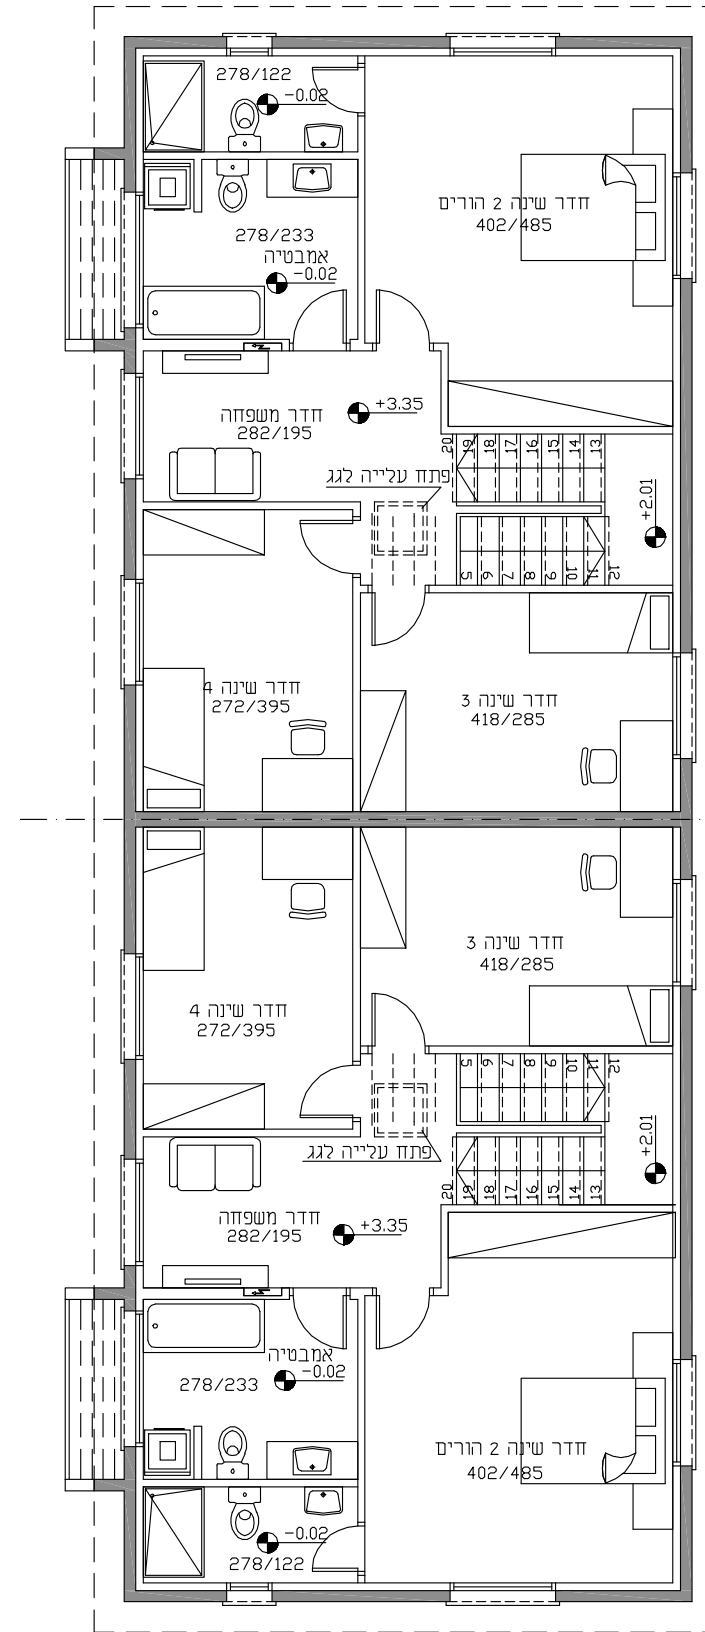 278/122
-0.02
חדר שינה 2 הורים
402/485
278/233
אמבטיה
-0.02
+3.35
חדר משפחה
282/195
20 19 18 17 16 15 14 13
פתח עלייה לגג
+2.01
5 6 7 8 9 10 11 12
חדר שינה 4
272/395
חדר שינה 3
418/285
חדר שינה 3
418/285
חדר שינה 4
272/395
5 6 7 8 9 10 11 12
+2.01
פתח עלייה לגג
20 19 18 17 16 15 14 13
חדר משפחה
282/195
+3.35
אמבטיה
-0.02
278/233
חדר שינה 2 הורים
402/485
-0.02
278/122